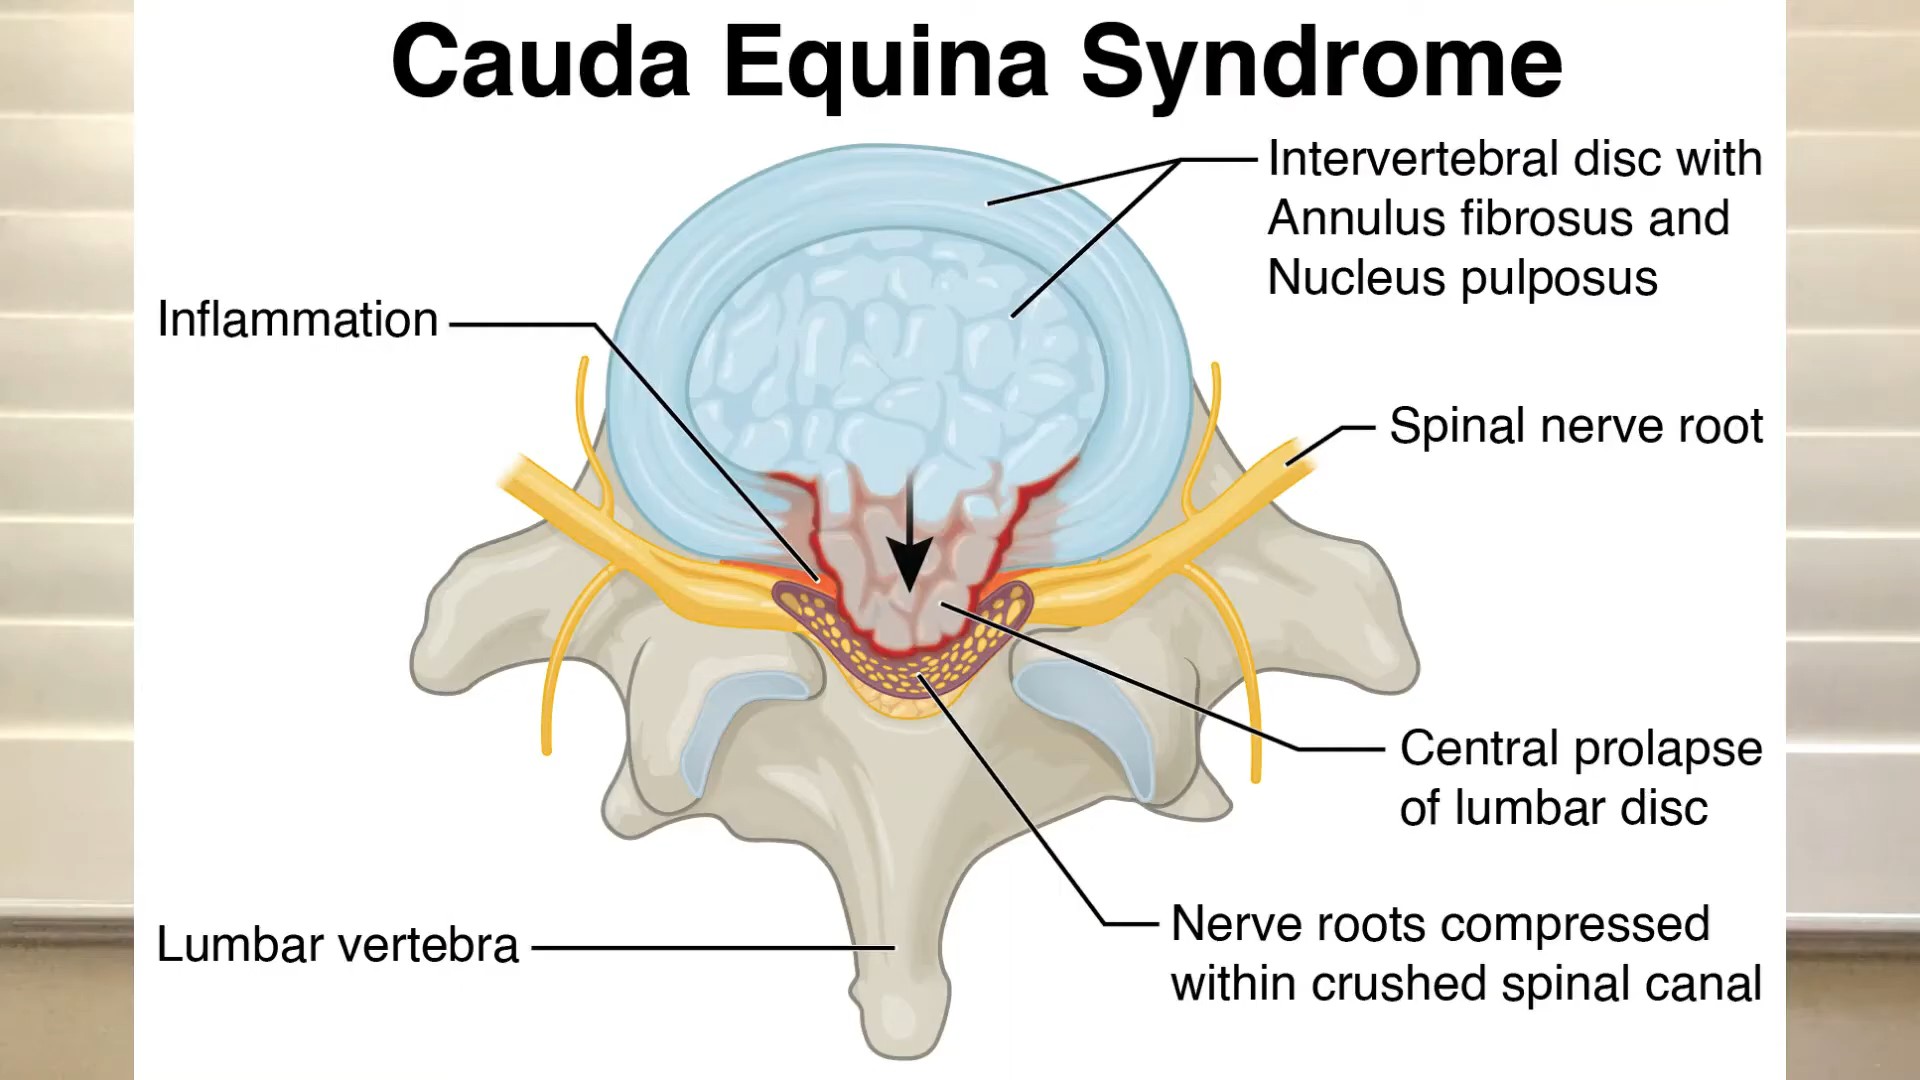 Cauda Equina Syndrome
Intervertebral disc with
Annulus fibrosus and
Nucleus pulposus
Inflammation
Spinal nerve root
Central prolapse
of lumbar disc
Nerve roots compressed
within crushed spinal canal
Lumbar vertebra